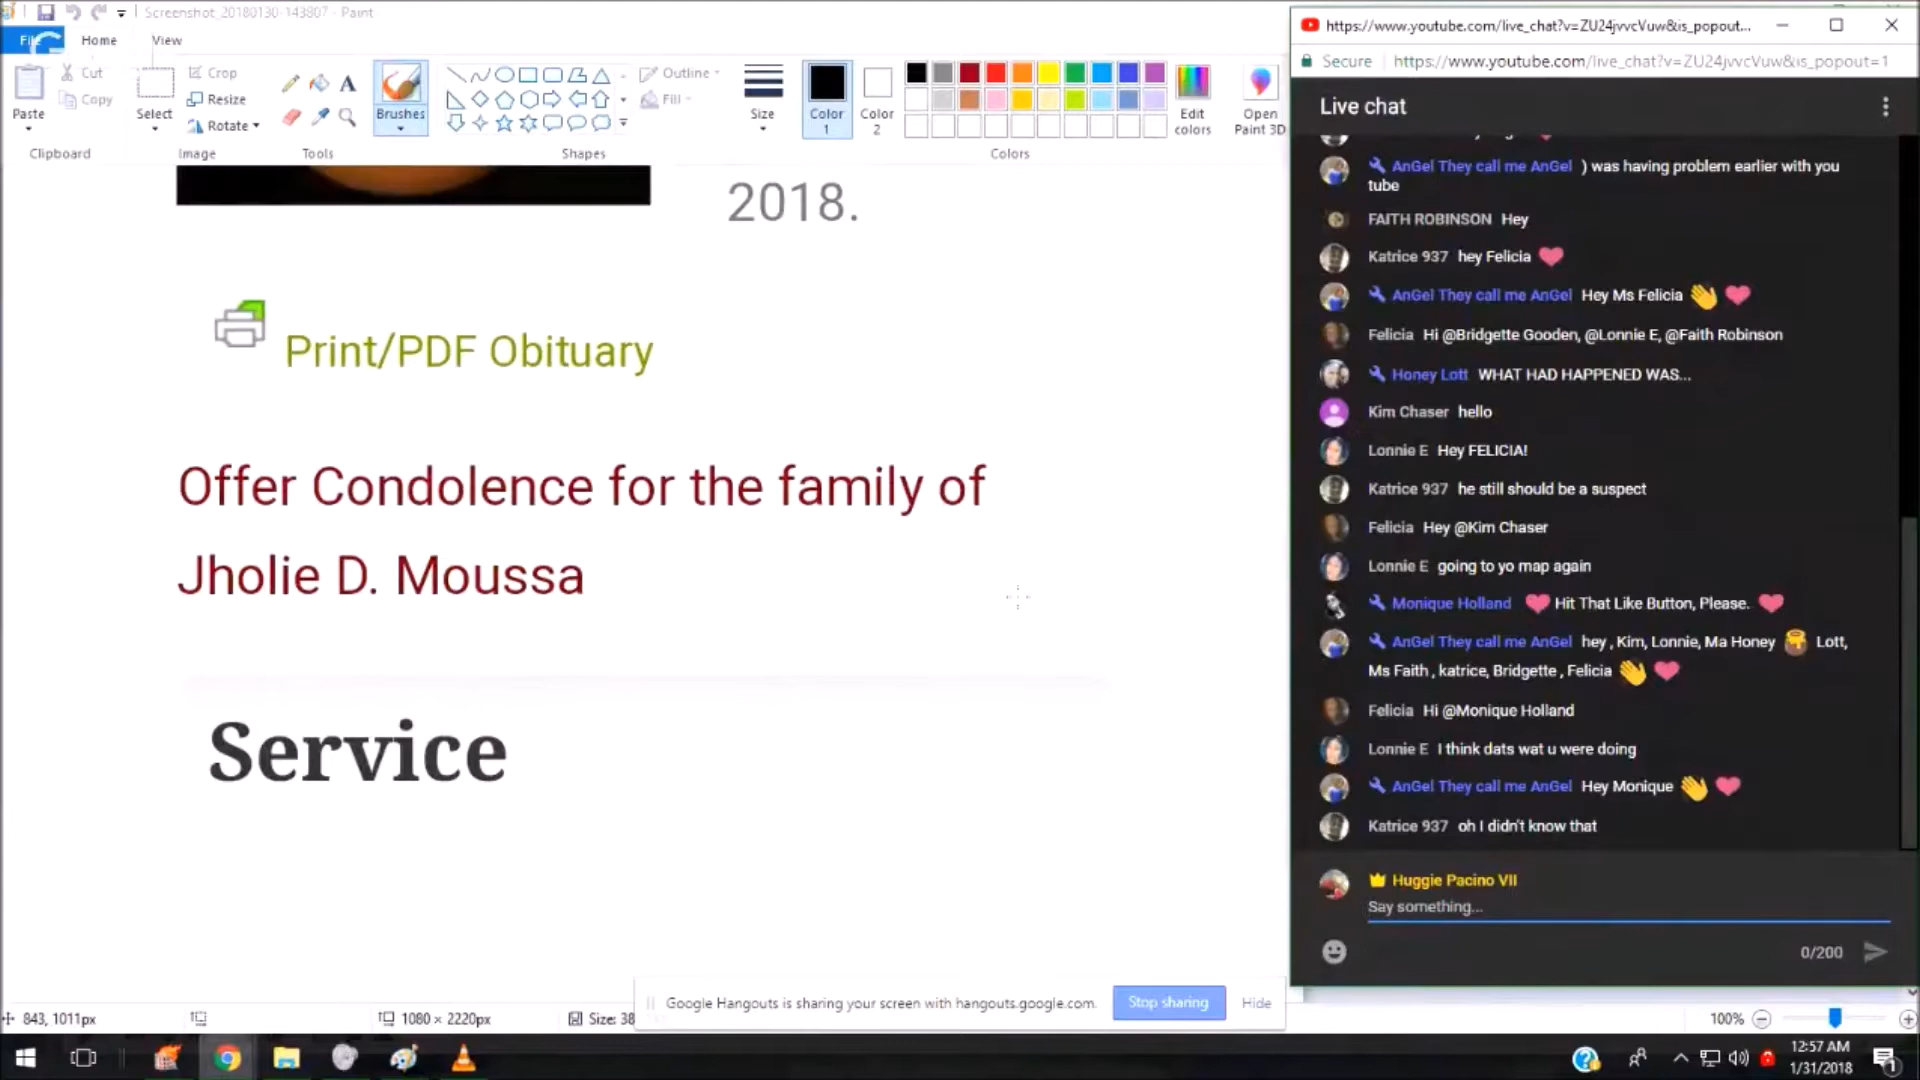 Screenshot_20180130-143807 - Paint
File
Home
View
Paste
Cut
Copy
Clipboard
Select
Crop
Resize
Rotate
Image
Tools
Brushes
Shapes
Outline
Fill
Size
Color 1
Color 2
Edit colors
Open Paint 3D
Colors
2018.
Print/PDF Obituary
Offer Condolence for the family of
Jholie D. Moussa
Service
Google Hangouts is sharing your screen with hangouts.google.com.
Stop sharing
Hide
843, 1011px
1080 × 2220px
Size: 38
100%
https://www.youtube.com/live_chat?v=ZU24jvvcVuw&is_popout...
Secure
https://www.youtube.com/live_chat?v=ZU24jvvcVuw&is_popout=1
Live chat
AnGel They call me AnGel ) was having problem earlier with you
tube
FAITH ROBINSON Hey
Katrice 937 hey Felicia
AnGel They call me AnGel Hey Ms Felicia
Felicia Hi @Bridgette Gooden, @Lonnie E, @Faith Robinson
Honey Lott WHAT HAD HAPPENED WAS...
Kim Chaser hello
Lonnie E Hey FELICIA!
Katrice 937 he still should be a suspect
Felicia Hey @Kim Chaser
Lonnie E going to yo map again
Monique Holland Hit That Like Button, Please.
AnGel They call me AnGel hey , Kim, Lonnie, Ma Honey Lott,
Ms Faith , katrice, Bridgette , Felicia
Felicia Hi @Monique Holland
Lonnie E I think dats wat u were doing
AnGel They call me AnGel Hey Monique
Katrice 937 oh I didn't know that
Huggie Pacino VII
Say something...
0/200
12:57 AM
1/31/2018